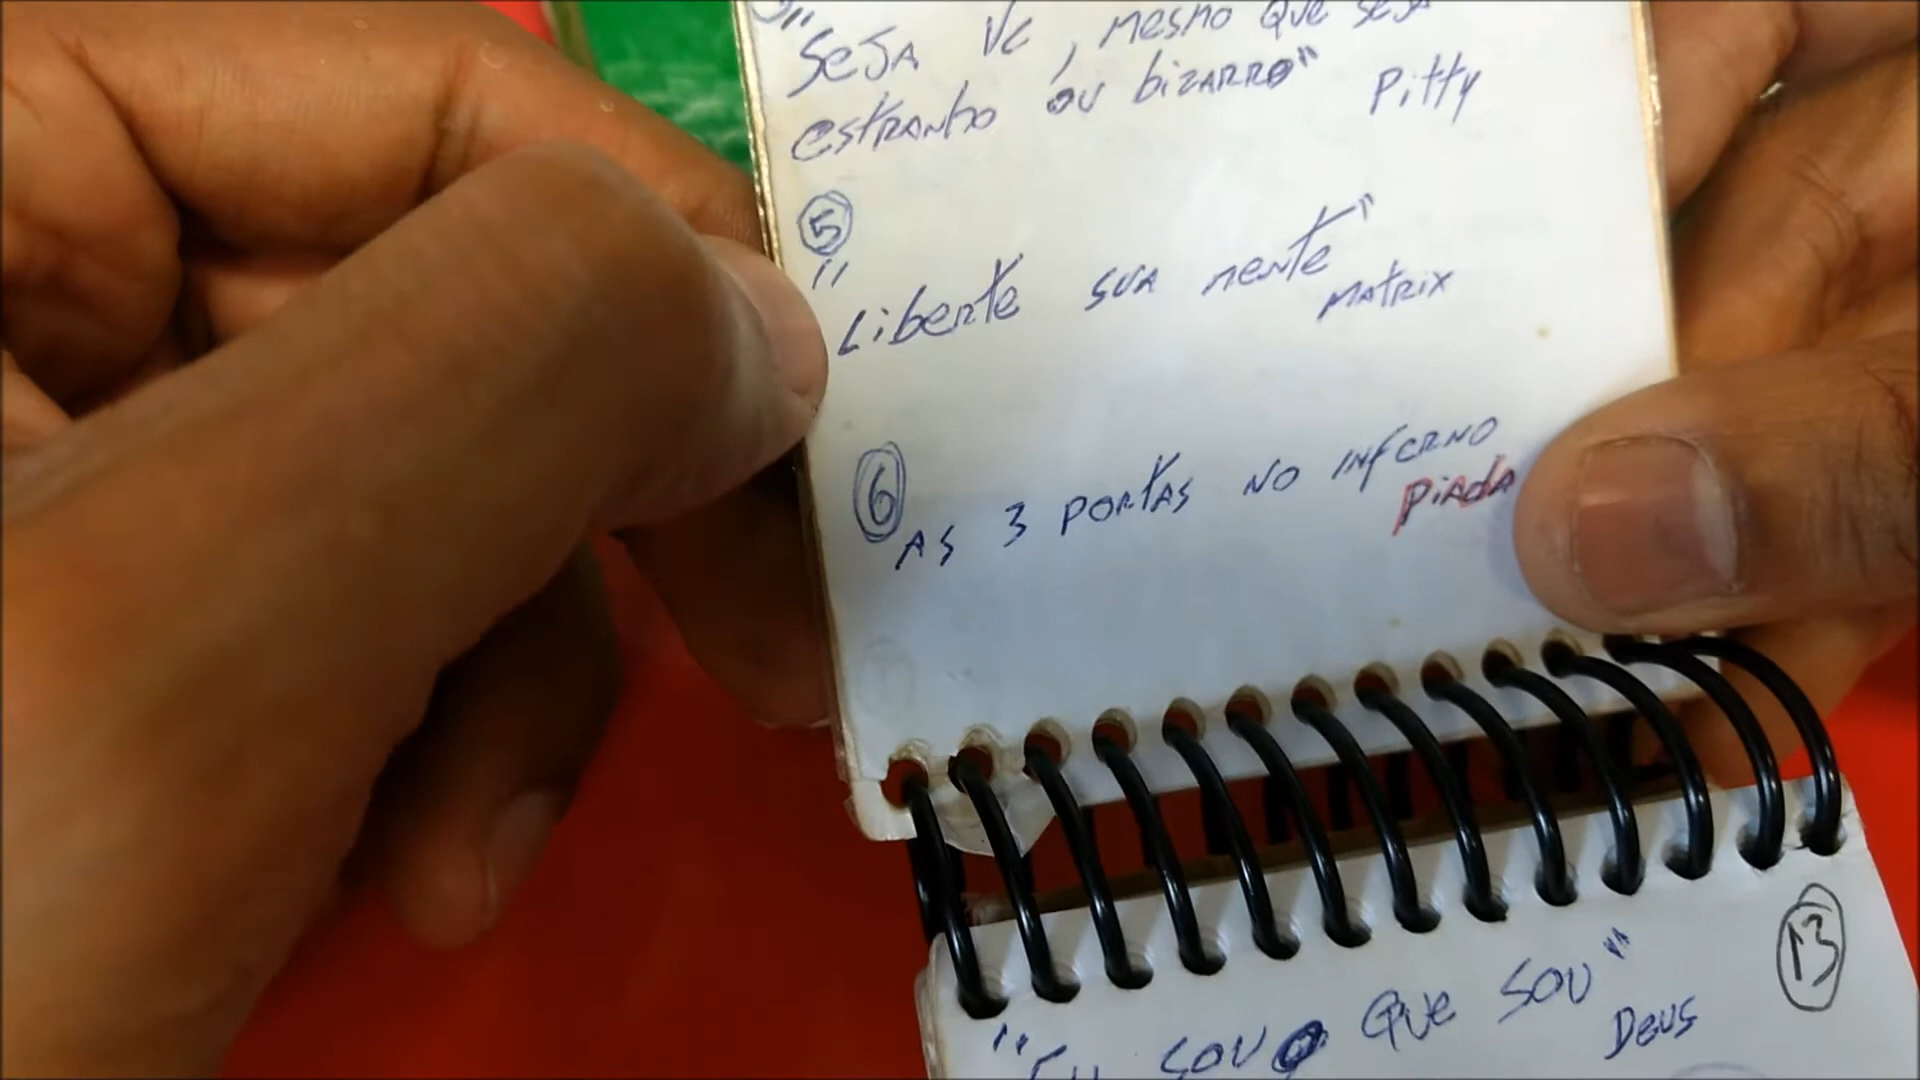 "Seja vc, mesmo que seja
estranho ou bizarro" Pitty
5
"Liberte sua mente"
Matrix
6
As 3 portas no inferno
piada
13
"Eu sou o que sou"
Deus